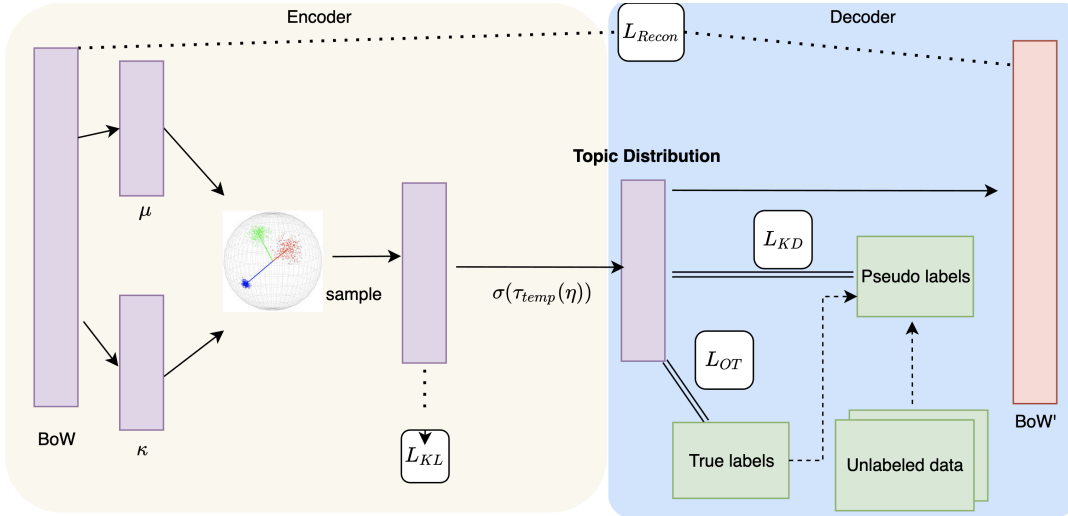 Encoder
Decoder
L_{Recon}
Topic Distribution
μ
L_{KD}
Pseudo labels
sample
σ(τ_{temp}(η))
L_{OT}
BoW
κ
L_{KL}
True labels
Unlabeled data
BoW'